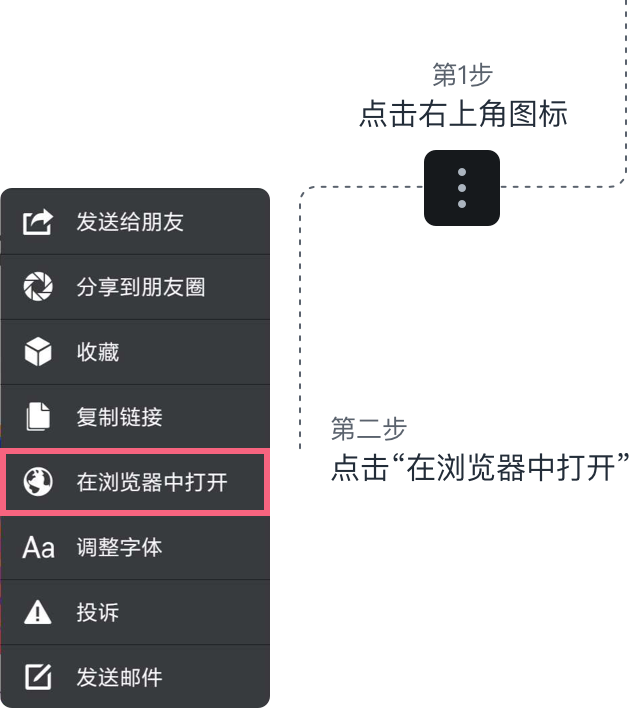 第1步
点击右上角图标
发送给朋友
分享到朋友圈
收藏
复制链接
在浏览器中打开
Aa 调整字体
投诉
发送邮件
第二步
点击“在浏览器中打开”